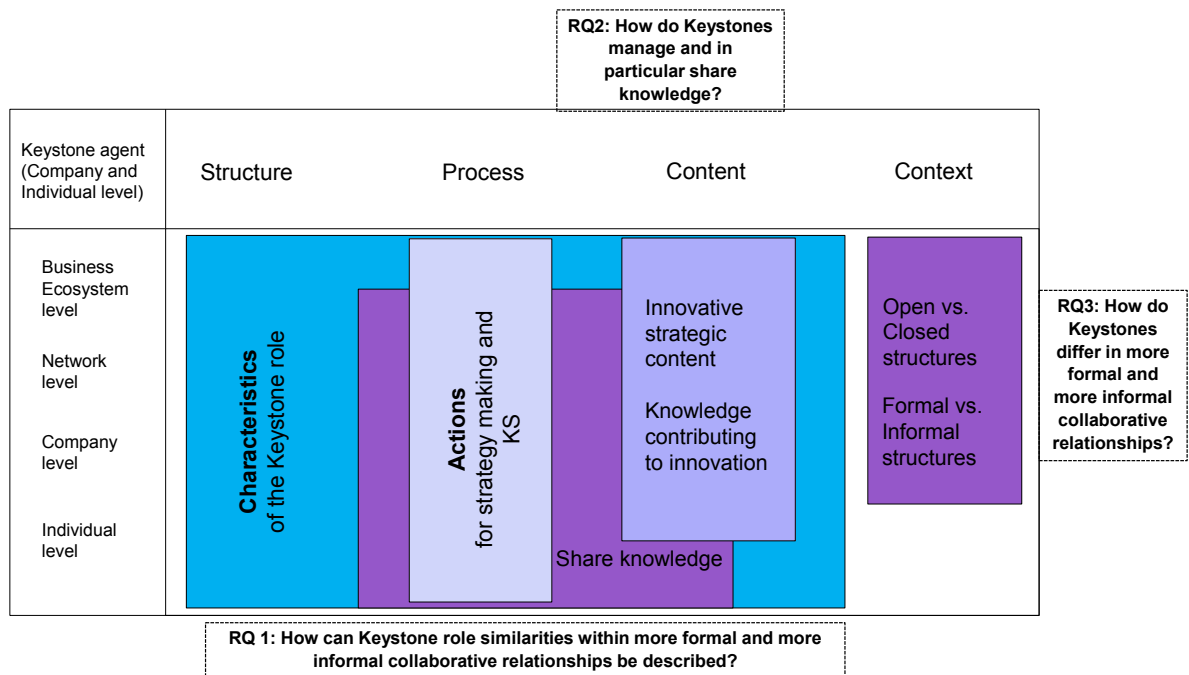 RQ2: How do Keystones
manage and in
particular share
knowledge?
Keystone agent
(Company and
Individual level)
Structure
Process
Content
Context
Business
Ecosystem
level
Network
level
Company
level
Individual
level
Characteristics
of the Keystone role
Actions
for strategy making and
KS
Innovative
strategic
content
Knowledge
contributing
to innovation
Share knowledge
Open vs.
Closed
structures
Formal vs.
Informal
structures
RQ3: How do
Keystones
differ in more
formal and
more informal
collaborative
relationships?
RQ 1: How can Keystone role similarities within more formal and more
informal collaborative relationships be described?